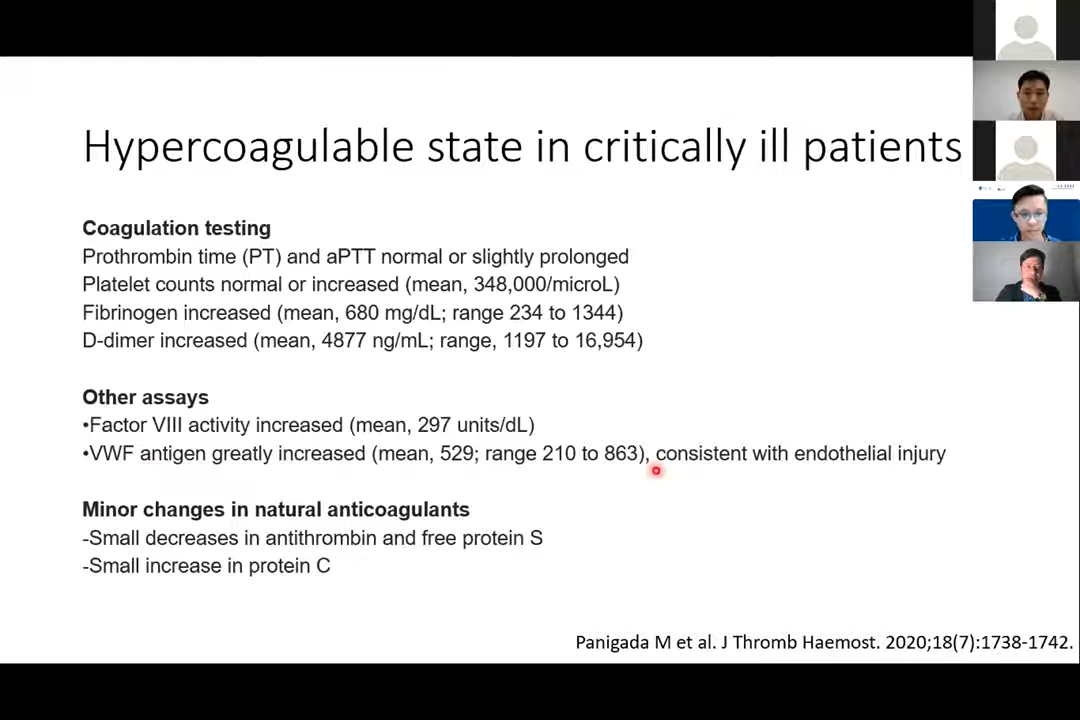 Hypercoagulable state in critically ill patients
Coagulation testing
Prothrombin time (PT) and aPTT normal or slightly prolonged
Platelet counts normal or increased (mean, 348,000/microL)
Fibrinogen increased (mean, 680 mg/dL; range 234 to 1344)
D-dimer increased (mean, 4877 ng/mL; range, 1197 to 16,954)
Other assays
•Factor VIII activity increased (mean, 297 units/dL)
•VWF antigen greatly increased (mean, 529; range 210 to 863), consistent with endothelial injury
Minor changes in natural anticoagulants
-Small decreases in antithrombin and free protein S
-Small increase in protein C
Panigada M et al. J Thromb Haemost. 2020;18(7):1738-1742.